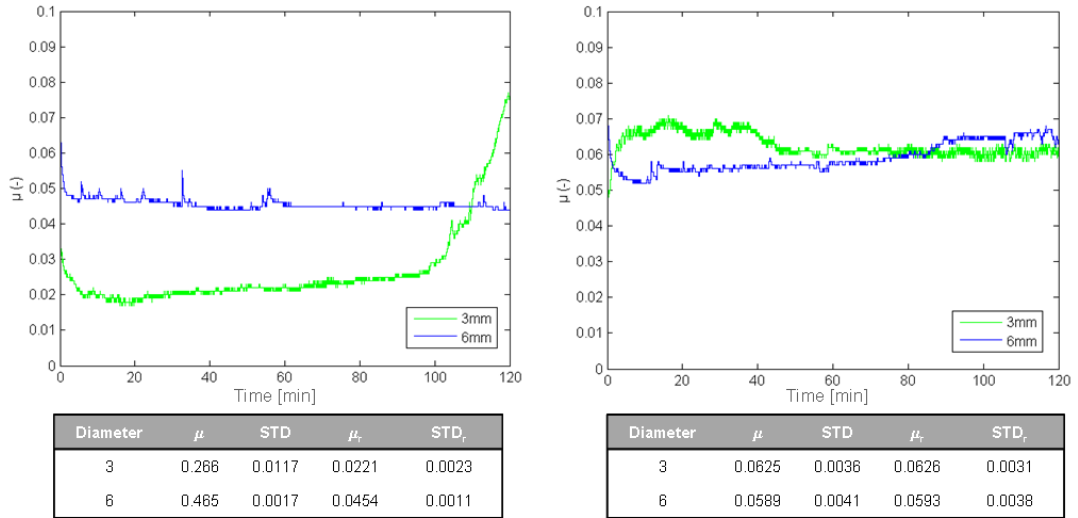 0.1
0.09
0.08
0.07
0.06
0.05
0.04
0.03
0.02
0.01
0
μ (-)
0 20 40 60 80 100 120
Time [min]
3mm
6mm
Diameter μ STD μr STDr
3 0.266 0.0117 0.0221 0.0023
6 0.465 0.0017 0.0454 0.0011
0.1
0.09
0.08
0.07
0.06
0.05
0.04
0.03
0.02
0.01
0
μ (-)
0 20 40 60 80 100 120
Time [min]
3mm
6mm
Diameter μ STD μr STDr
3 0.0625 0.0036 0.0626 0.0031
6 0.0589 0.0041 0.0593 0.0038